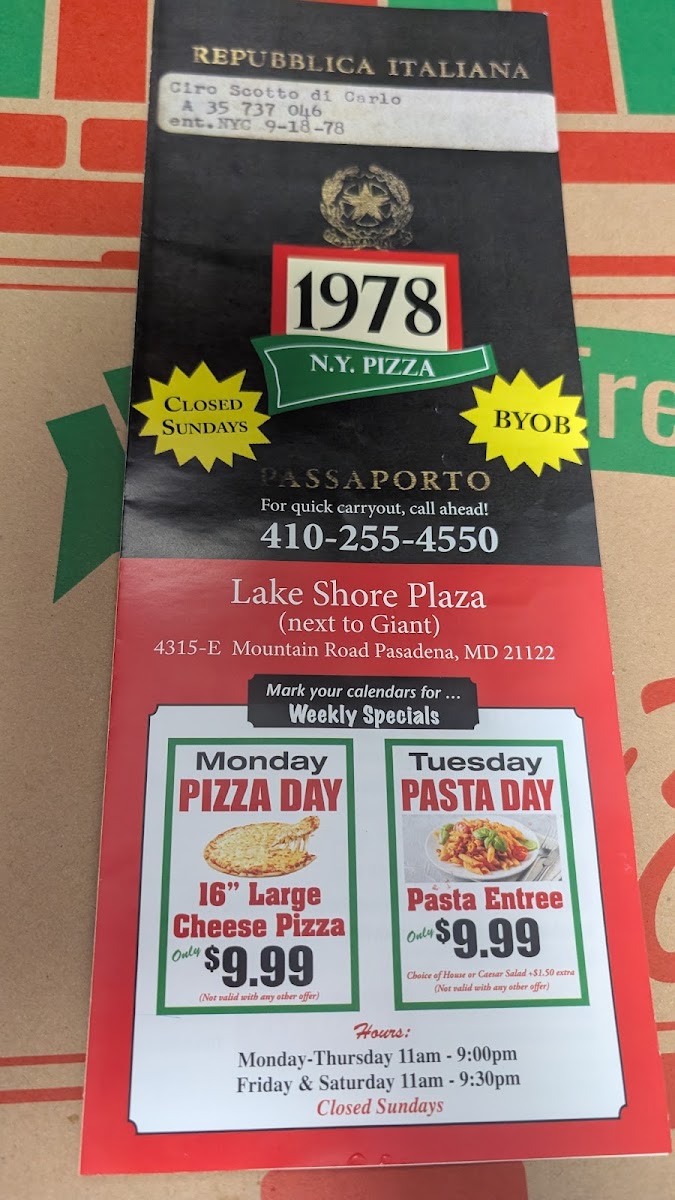 REPUBBLICA ITALIANA
Ciro Scotto di Carlo
A 35 737 046
ent. NYC 9-18-78
1978
N.Y. PIZZA
CLOSED
SUNDAYS
BYOB
PASSAPORTO
For quick carryout, call ahead!
410-255-4550
Lake Shore Plaza
(next to Giant)
4315-E Mountain Road Pasadena, MD 21122
Mark your calendars for ...
Weekly Specials
Monday
PIZZA DAY
16" Large
Cheese Pizza
Only $9.99
(Not valid with any other offer)
Tuesday
PASTA DAY
Pasta Entree
Only $9.99
Choice of House or Caesar Salad +$1.50 extra
(Not valid with any other offer)
Hours:
Monday-Thursday 11am - 9:00pm
Friday & Saturday 11am - 9:30pm
Closed Sundays